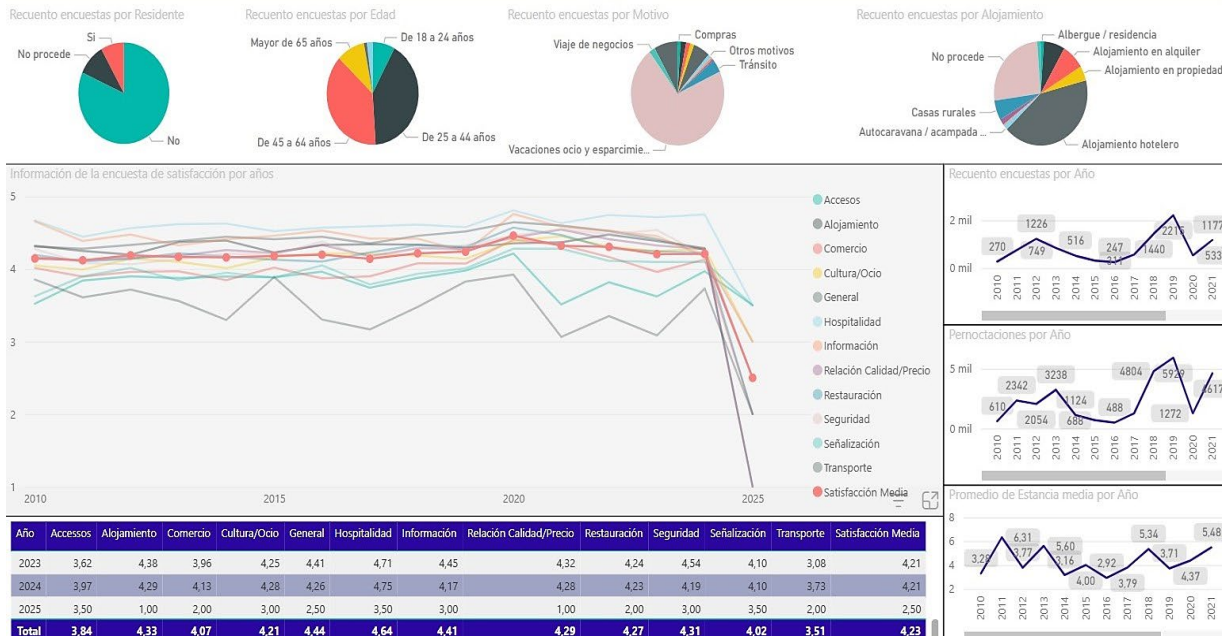 Recuento encuestas por Residente
Si
No procede
No
Recuento encuestas por Edad
Mayor de 65 años
De 18 a 24 años
De 25 a 44 años
De 45 a 64 años
Recuento encuestas por Motivo
Compras
Viaje de negocios
Otros motivos
Tránsito
Vacaciones ocio y esparcimie...
Recuento encuestas por Alojamiento
Albergue / residencia
Alojamiento en alquiler
Alojamiento en propiedad
No procede
Casas rurales
Autocaravana / acampada ...
Alojamiento hotelero
Información de la encuesta de satisfacción por años
5
4
3
2
1
2010 2015 2020 2025
Accesos
Alojamiento
Comercio
Cultura/Ocio
General
Hospitalidad
Información
Relación Calidad/Precio
Restauración
Seguridad
Señalización
Transporte
Satisfacción Media
Recuento encuestas por Año
2 mil
0 mil
270 1226 749 516 247 1440 2215 1177 533
2010 2011 2012 2013 2014 2015 2016 2017 2018 2019 2020 2021
Pernoctaciones por Año
5 mil
0 mil
610 2342 2054 3238 1124 688 488 4804 5929 1272 4617
2010 2011 2012 2013 2014 2015 2016 2017 2018 2019 2020 2021
Promedio de Estancia media por Año
8
6
4
2
3,28 6,31 3,77 5,60 3,16 4,00 2,92 3,79 5,34 3,71 4,37 5,48
2010 2011 2012 2013 2014 2015 2016 2017 2018 2019 2020 2021
Año Accessos Alojamiento Comercio Cultura/Ocio General Hospitalidad Información Relación Calidad/Precio Restauración Seguridad Señalización Transporte Satisfacción Media
2023 3,62 4,38 3,96 4,25 4,41 4,71 4,45 4,32 4,24 4,54 4,10 3,08 4,21
2024 3,97 4,29 4,13 4,28 4,26 4,75 4,17 4,28 4,23 4,19 4,10 3,73 4,21
2025 3,50 1,00 2,00 3,00 2,50 3,50 3,00 1,00 2,00 3,00 3,50 2,00 2,50
Total 3,84 4,33 4,07 4,21 4,44 4,64 4,41 4,29 4,27 4,31 4,02 3,51 4,23